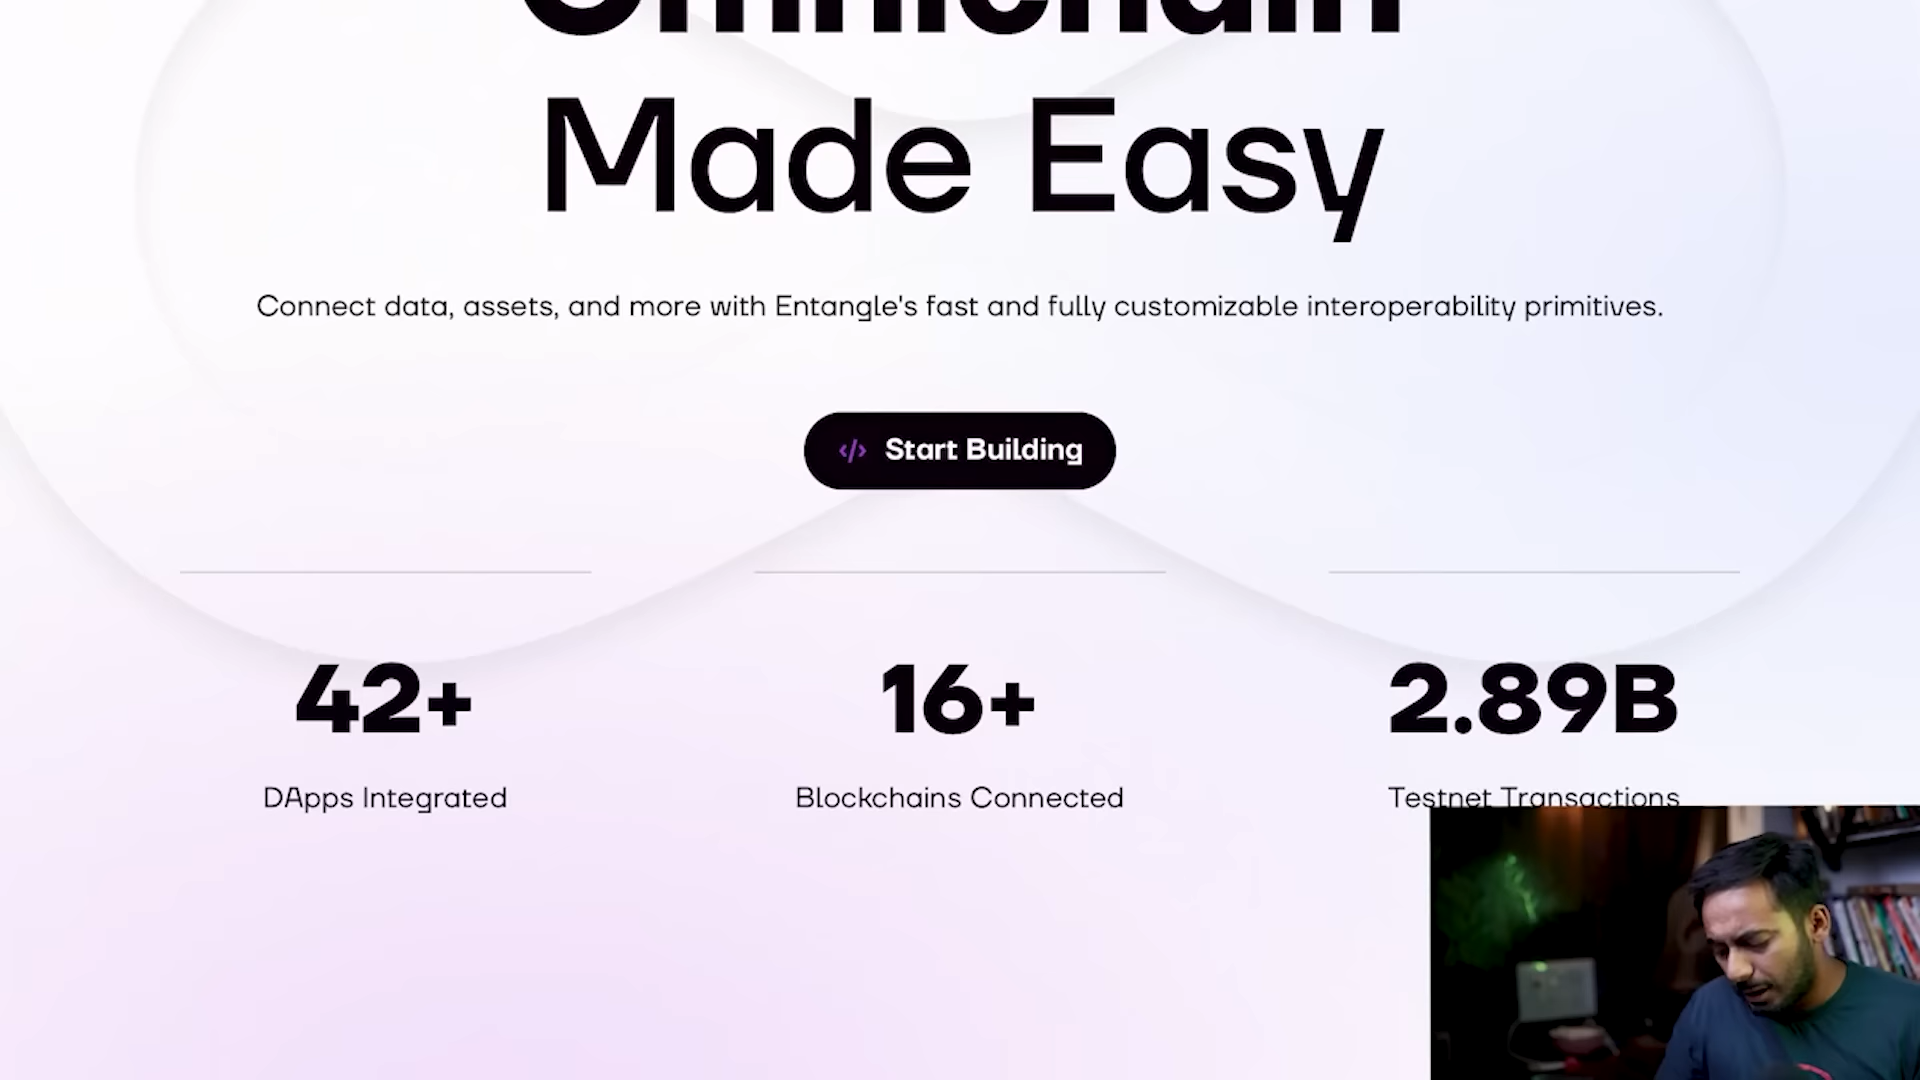 Omnichain
Made Easy
Connect data, assets, and more with Entangle's fast and fully customizable interoperability primitives.
</> Start Building
42+
16+
2.89B
DApps Integrated
Blockchains Connected
Testnet Transactions